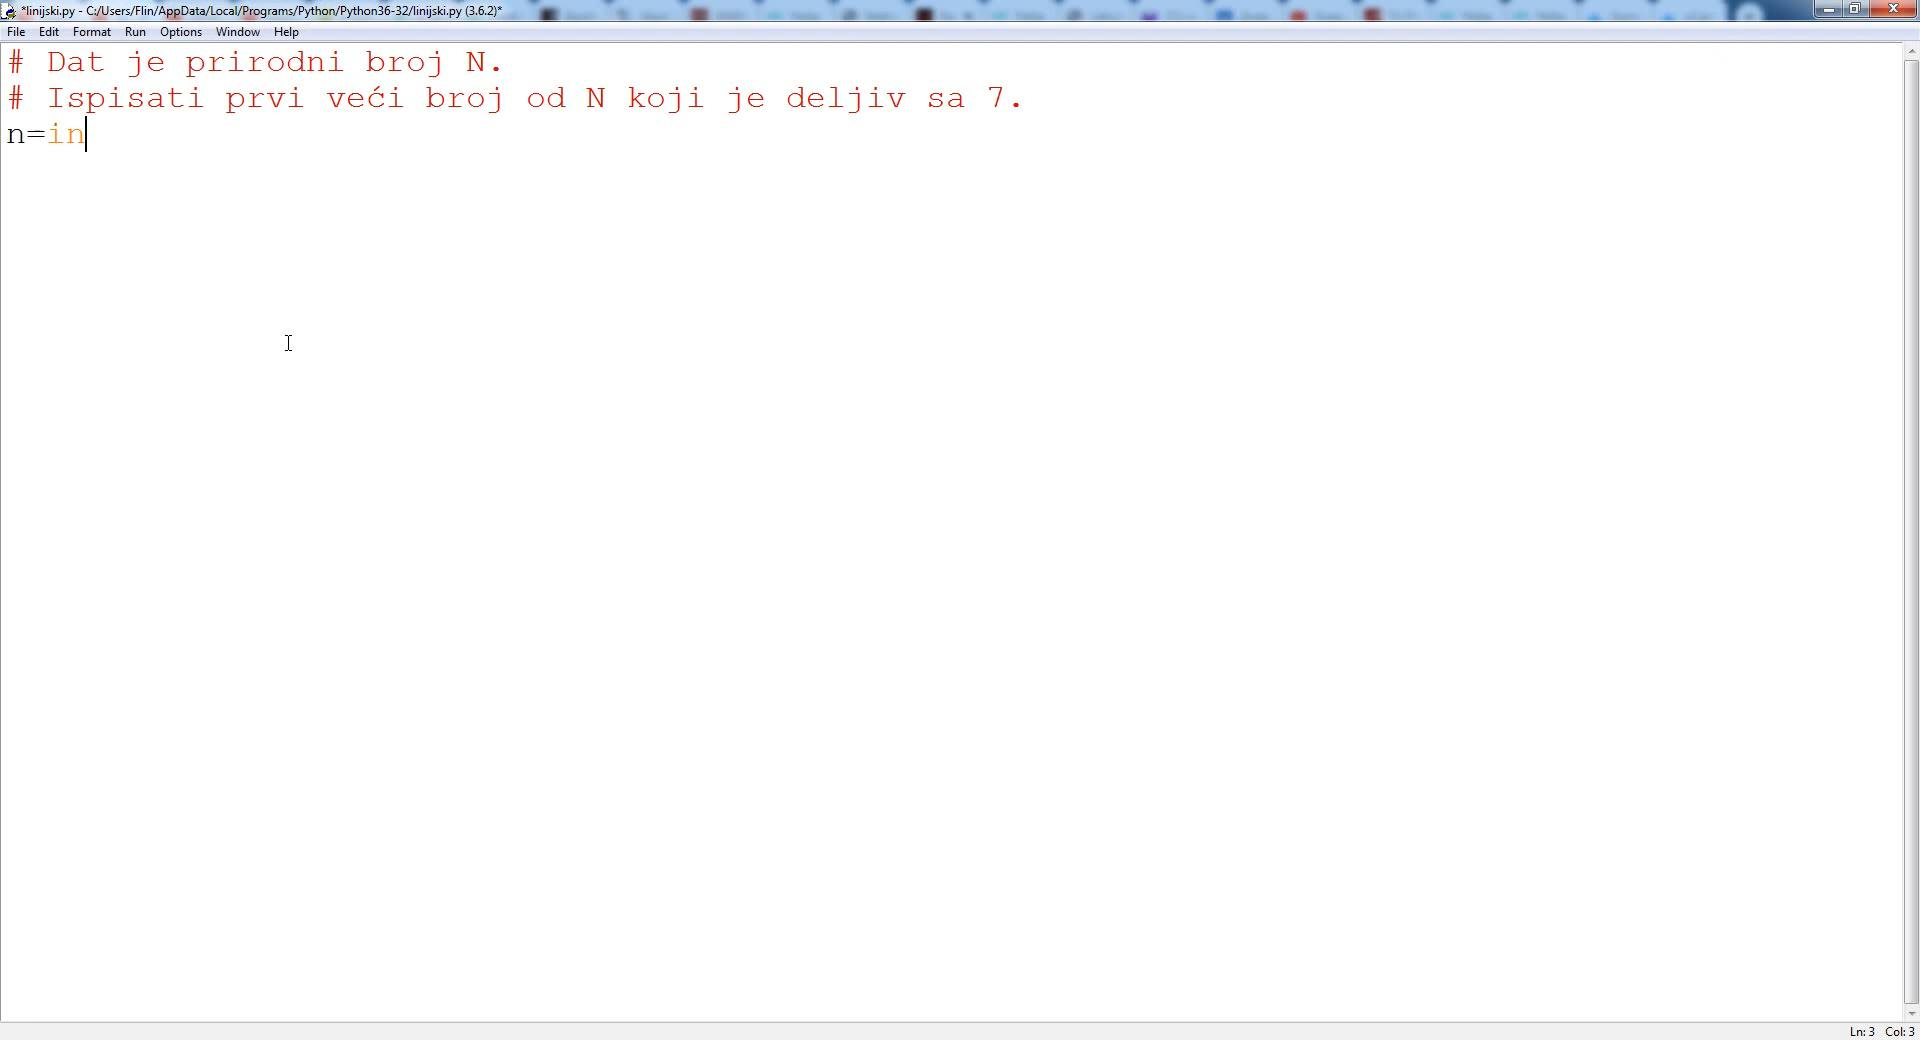 *linijski.py - C:/Users/Flin/AppData/Local/Programs/Python/Python36-32/linijski.py (3.6.2)*
File Edit Format Run Options Window Help
# Dat je prirodni broj N.
# Ispisati prvi veći broj od N koji je deljiv sa 7.
n=in
Ln: 3 Col: 3